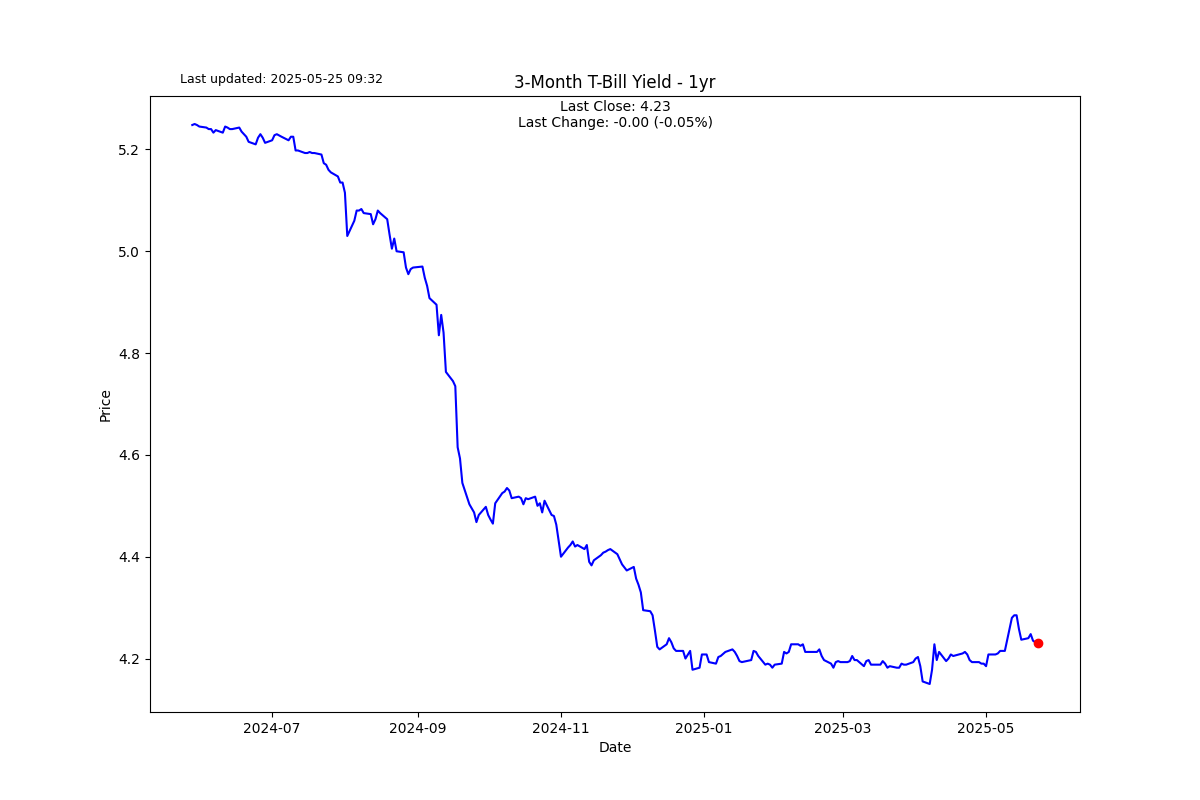 Last updated: 2025-05-25 09:32
3-Month T-Bill Yield - 1yr
Last Close: 4.23
Last Change: -0.00 (-0.05%)
5.2
5.0
4.8
4.6
4.4
4.2
Price
2024-07 2024-09 2024-11 2025-01 2025-03 2025-05
Date